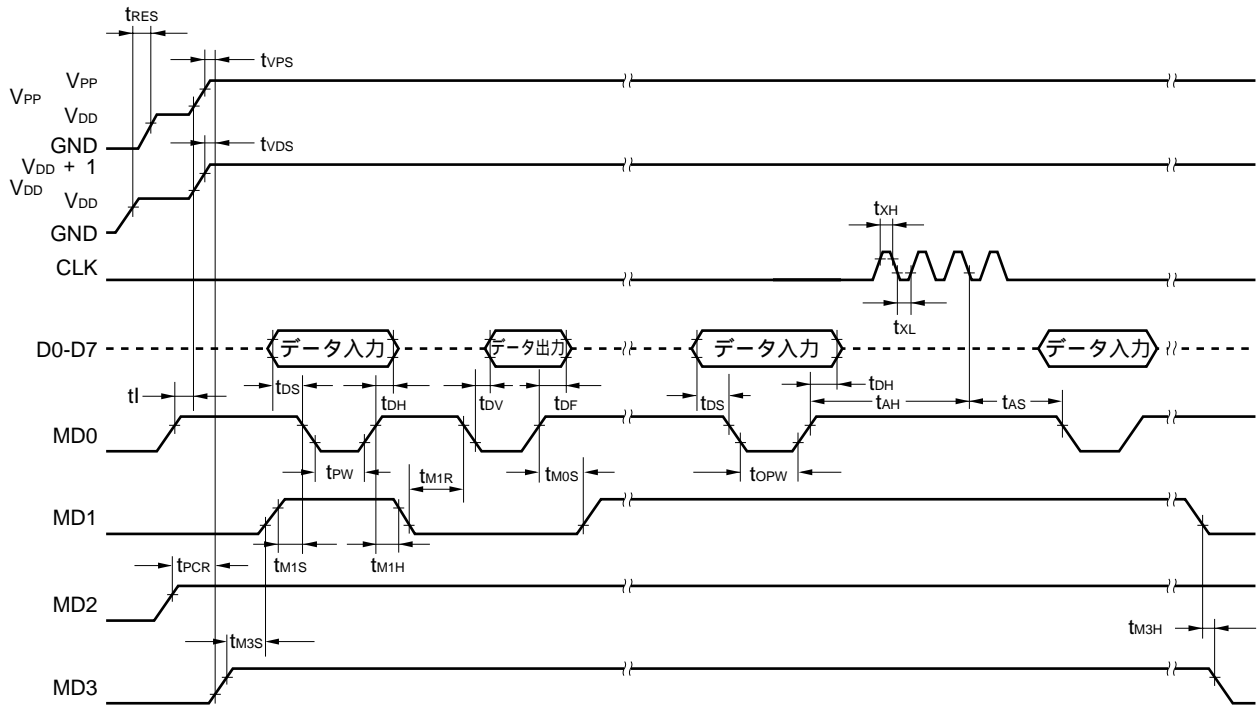 tRES
tVPS
VPP
VPP
VDD
GND
tVDS
VDD + 1
VDD
VDD
GND
tXH
CLK
tXL
D0-D7
データ入力
データ出力
データ入力
データ入力
tI
tDS
tDH
tDV
tDF
tDS
tDH
tAH
tAS
MD0
tPW
tM1R
tM0S
tOPW
MD1
tM1S
tM1H
tPCR
MD2
tM3S
tM3H
MD3